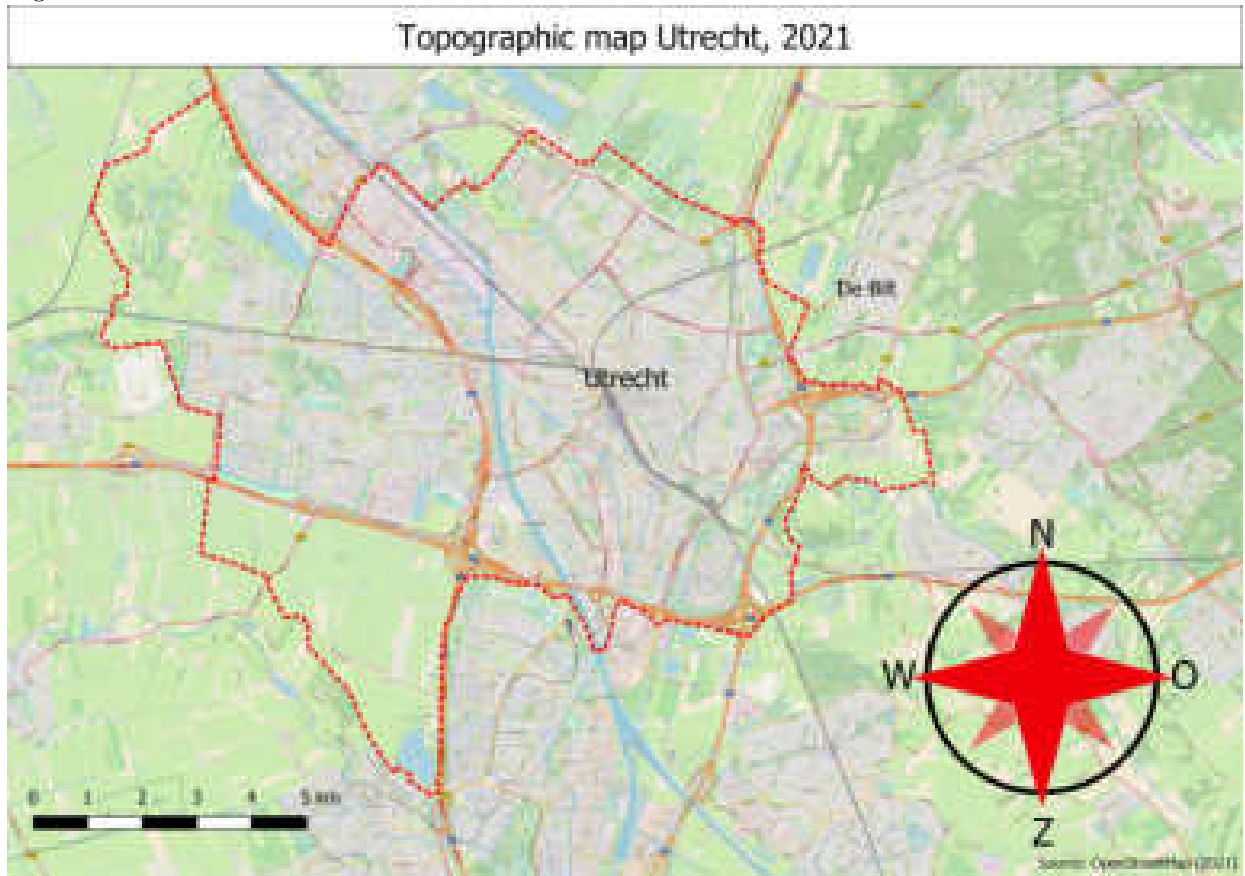 Topographic map Utrecht, 2021
De Bilt
Utrecht
N
W
O
Z
0 1 2 3 4 5 km
Source: OpenStreetMap (2021)